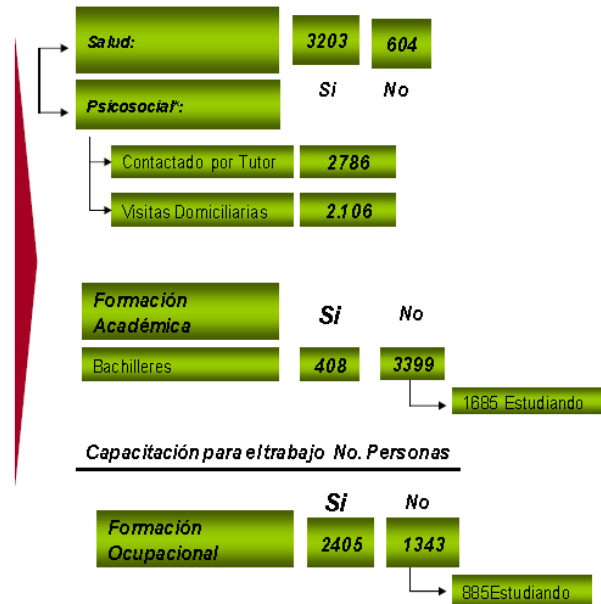 Salud: 3203 604
Si No
Psicosocial*:
Contactado por Tutor 2786
Visitas Domiciliarias 2.106
Formación
Académica
Si No
Bachilleres 408 3399
1685 Estudiando
Capacitación para el trabajo No. Personas
Si No
Formación
Ocupacional
2405 1343
885Estudiando